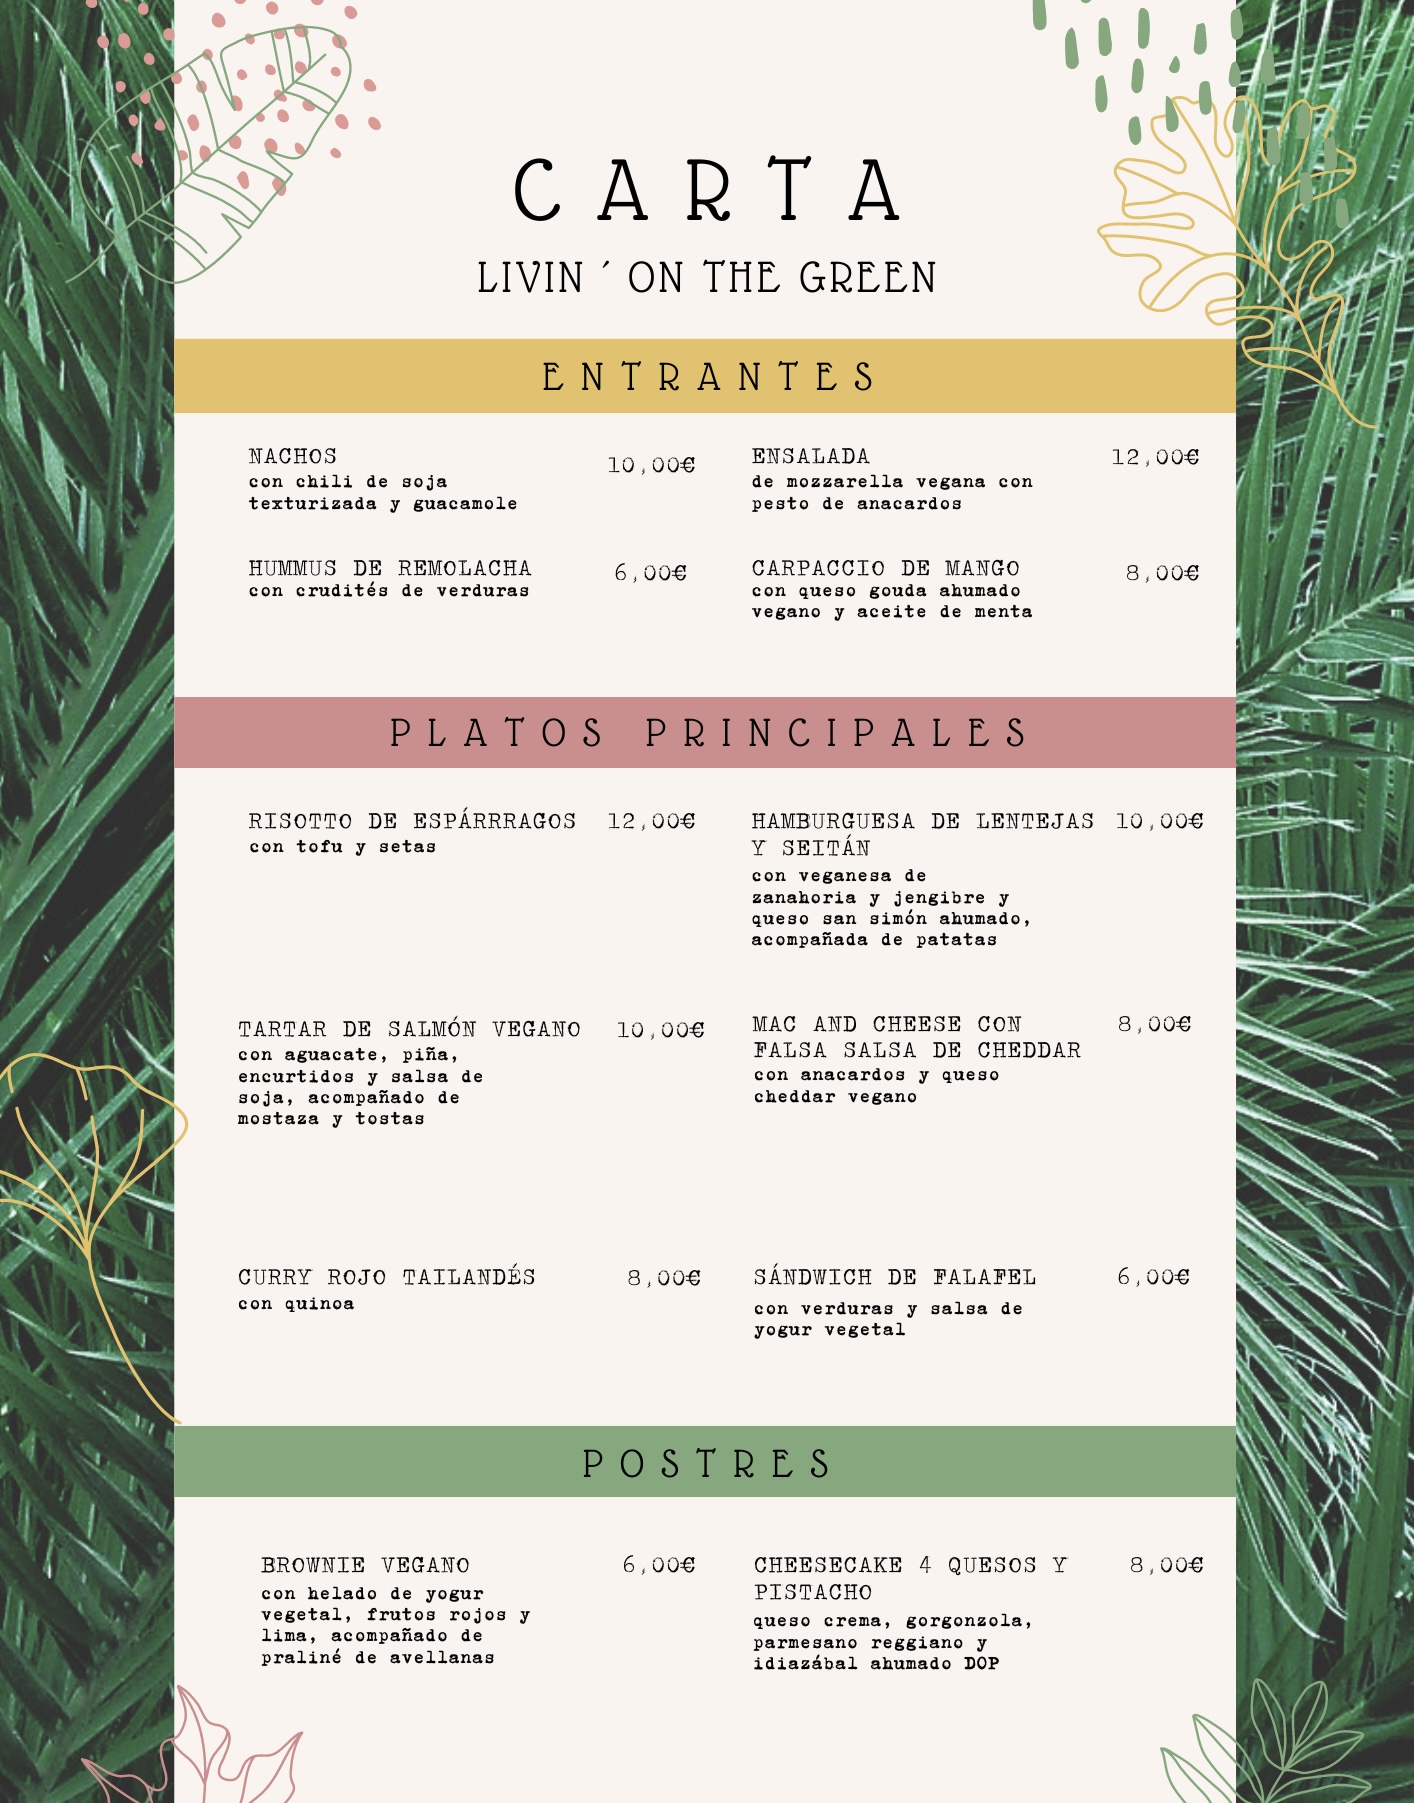 CARTA
LIVIN ´ ON THE GREEN
ENTRANTES
NACHOS 10,00€
con chili de soja
texturizada y guacamole
ENSALADA 12,00€
de mozzarella vegana con
pesto de anacardos
HUMMUS DE REMOLACHA 6,00€
con crudités de verduras
CARPACCIO DE MANGO 8,00€
con queso gouda ahumado
vegano y aceite de menta
PLATOS PRINCIPALES
RISOTTO DE ESPÁRRRAGOS 12,00€
con tofu y setas
HAMBURGUESA DE LENTEJAS 10,00€
Y SEITÁN
con veganesa de
zanahoria y jengibre y
queso san simón ahumado,
acompañada de patatas
TARTAR DE SALMÓN VEGANO 10,00€
con aguacate, piña,
encurtidos y salsa de
soja, acompañado de
mostaza y tostas
MAC AND CHEESE CON 8,00€
FALSA SALSA DE CHEDDAR
con anacardos y queso
cheddar vegano
CURRY ROJO TAILANDÉS 8,00€
con quinoa
SÁNDWICH DE FALAFEL 6,00€
con verduras y salsa de
yogur vegetal
POSTRES
BROWNIE VEGANO 6,00€
con helado de yogur
vegetal, frutos rojos y
lima, acompañado de
praliné de avellanas
CHEESECAKE 4 QUESOS Y 8,00€
PISTACHO
queso crema, gorgonzola,
parmesano reggiano y
idiazábal ahumado DOP